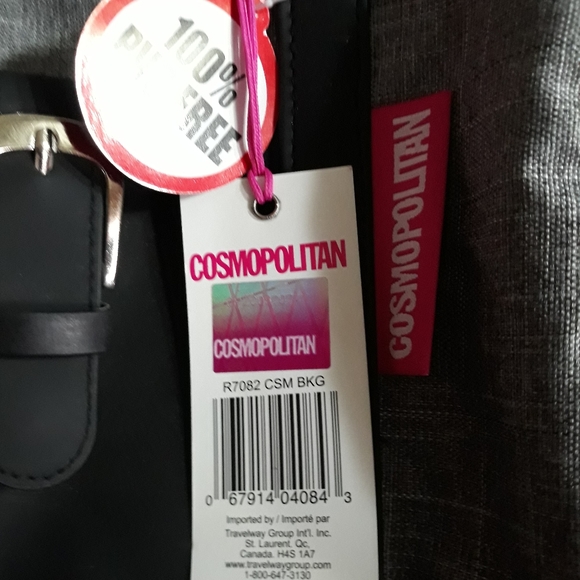 100%
FREE
COSMOPOLITAN
COSMOPOLITAN
COSMOPOLITAN
R7082 CSM BKG
0 67914 04084 3
Imported by / Importé par
Travelway Group Int'l. Inc.
St. Laurent. Qc,
Canada. H4S 1A7
www.travelwaygroup.com
1-800-647-3130